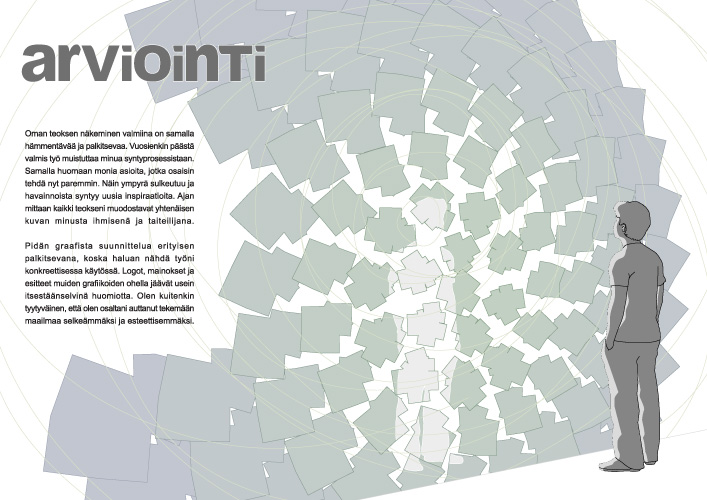 arviointi
Oman teoksen näkeminen valmiina on samalla
hämmentävää ja palkitsevaa. Vuosienkin päästä
valmis työ muistuttaa minua syntyprosessistaan.
Samalla huomaan monia asioita, jotka osaisin
tehdä nyt paremmin. Näin ympyrä sulkeutuu ja
havainnoista syntyy uusia inspiraatioita. Ajan
mittaan kaikki teokseni muodostavat yhtenäisen
kuvan minusta ihmisenä ja taiteilijana.
Pidän graafista suunnittelua erityisen
palkitsevana, koska haluan nähdä työni
konkreettisessa käytössä. Logot, mainokset ja
esitteet muiden grafiikoiden ohella jäävät usein
itsestäänselvinä huomiotta. Olen kuitenkin
tyytyväinen, että olen osaltani auttanut tekemään
maailmaa selkeämmäksi ja esteettisemmäksi.